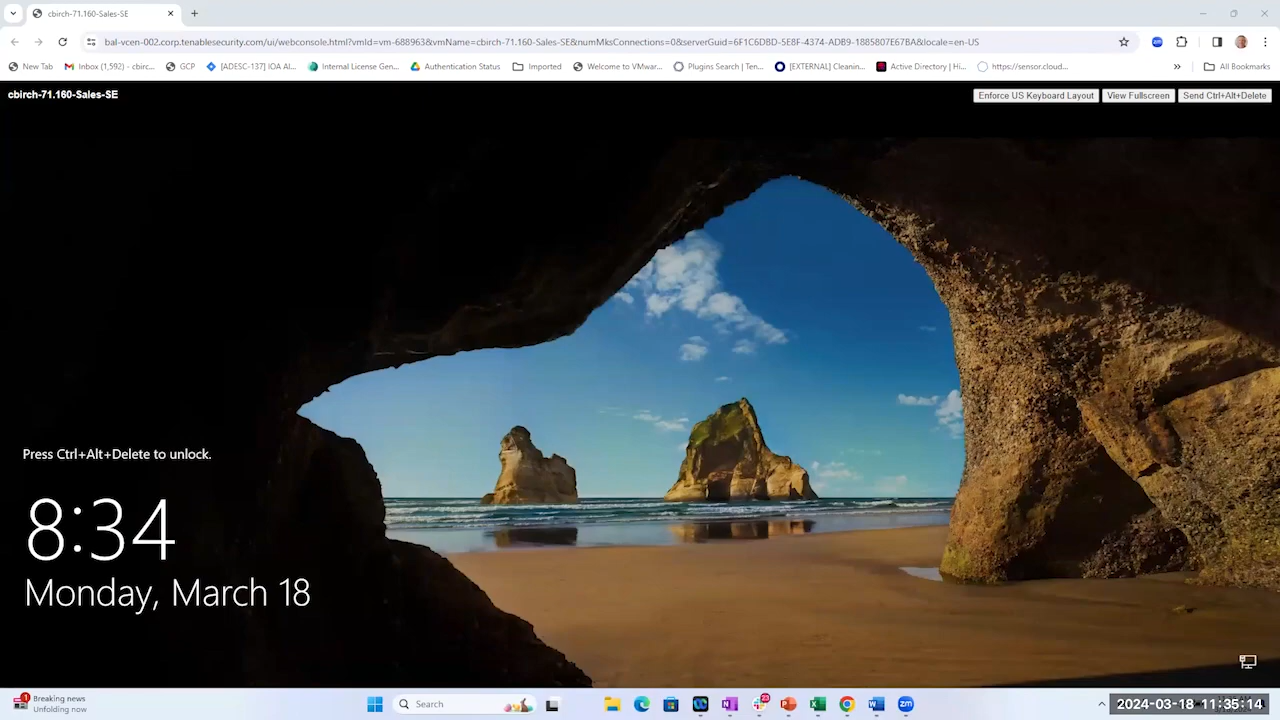 cbirch-71.160-Sales-SE
bal-vcen-002.corp.tenablesecurity.com/ui/webconsole.html?vmId=vm-688963&vmName=cbirch-71.160-Sales-SE&numMksConnections=0&serverGuid=6F1C6DBD-5E8F-4374-ADB9-1885807E67BA&locale=en-US
New Tab
Inbox (1,592) - cbirc...
GCP
[ADESC-137] IOA Al...
Internal License Gen...
Authentication Status
Imported
Welcome to VMwar...
Plugins Search | Ten...
[EXTERNAL] Cleanin...
Active Directory | Hi...
https://sensor.cloud...
All Bookmarks
cbirch-71.160-Sales-SE
Enforce US Keyboard Layout
View Fullscreen
Send Ctrl+Alt+Delete
Press Ctrl+Alt+Delete to unlock.
8:34
Monday, March 18
Breaking news
Unfolding now
Search
2024-03-18 11:35:14